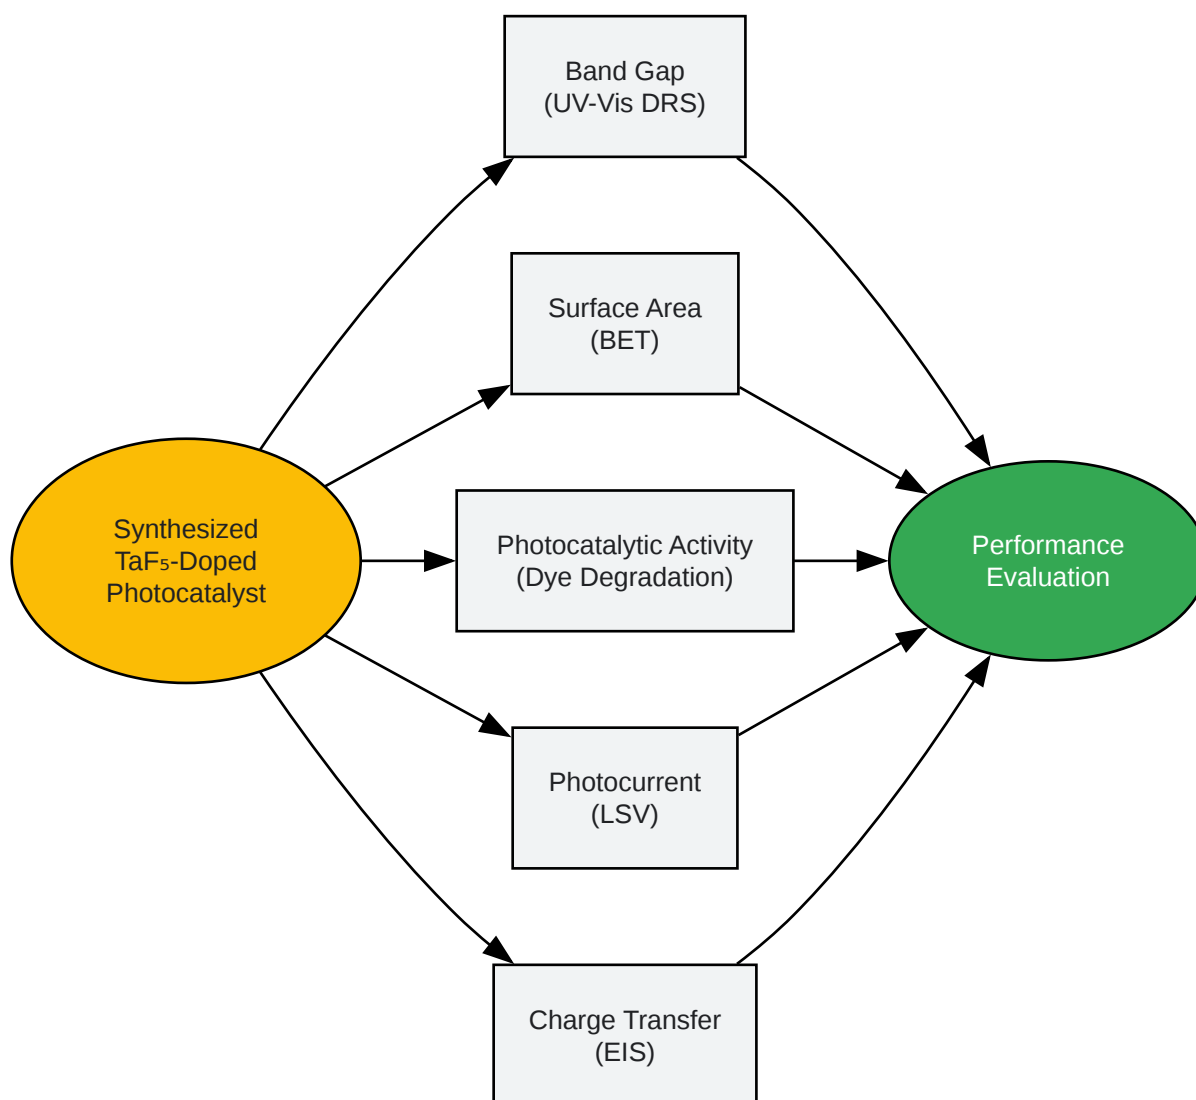 Band Gap
(UV-Vis DRS)
Surface Area
(BET)
Synthesized
TaF₅-Doped
Photocatalyst
Photocatalytic Activity
(Dye Degradation)
Performance
Evaluation
Photocurrent
(LSV)
Charge Transfer
(EIS)